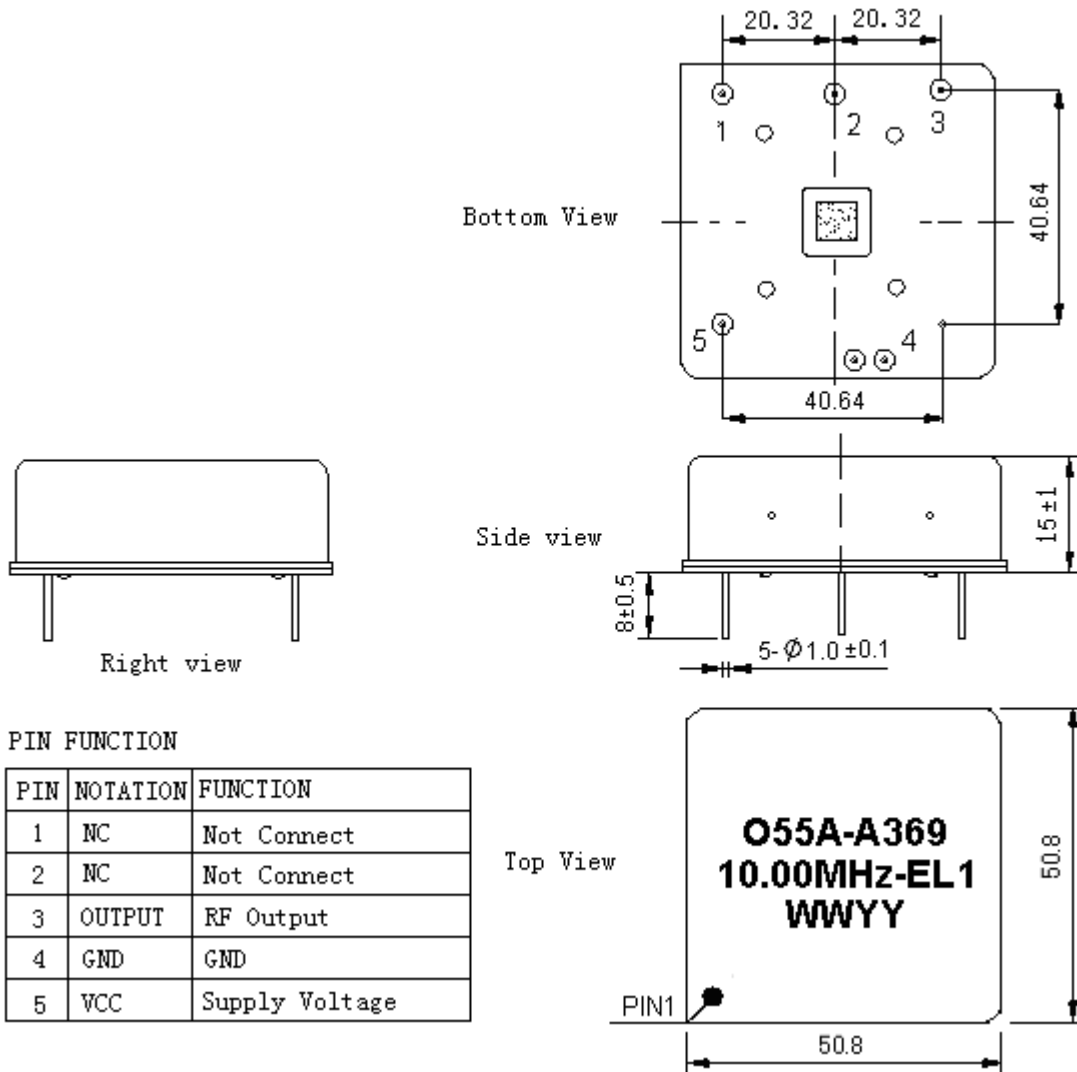 20.32 20.32
1 2 3
40.64
Bottom View
5 4
40.64
15±1
Side view
8±0.5
5-Φ1.0±0.1
Right view
PIN FUNCTION
PIN NOTATION FUNCTION
1 NC Not Connect
2 NC Not Connect
3 OUTPUT RF Output
4 GND GND
5 VCC Supply Voltage
Top View
O55A-A369
10.00MHz-EL1
WWYY
50.8
PIN1
50.8